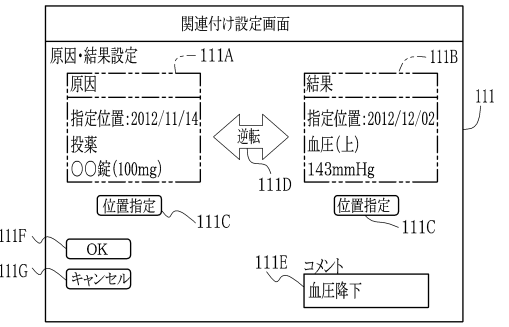 関連付け設定画面
原因・結果設定
111A
111B
原因
結果
111
指定位置:2012/11/14
投薬
○○錠(100mg)
逆転
111D
指定位置:2012/12/02
血圧(上)
143mmHg
位置指定
111C
位置指定
111C
111F
OK
111G
キャンセル
111E
コメント
血圧降下